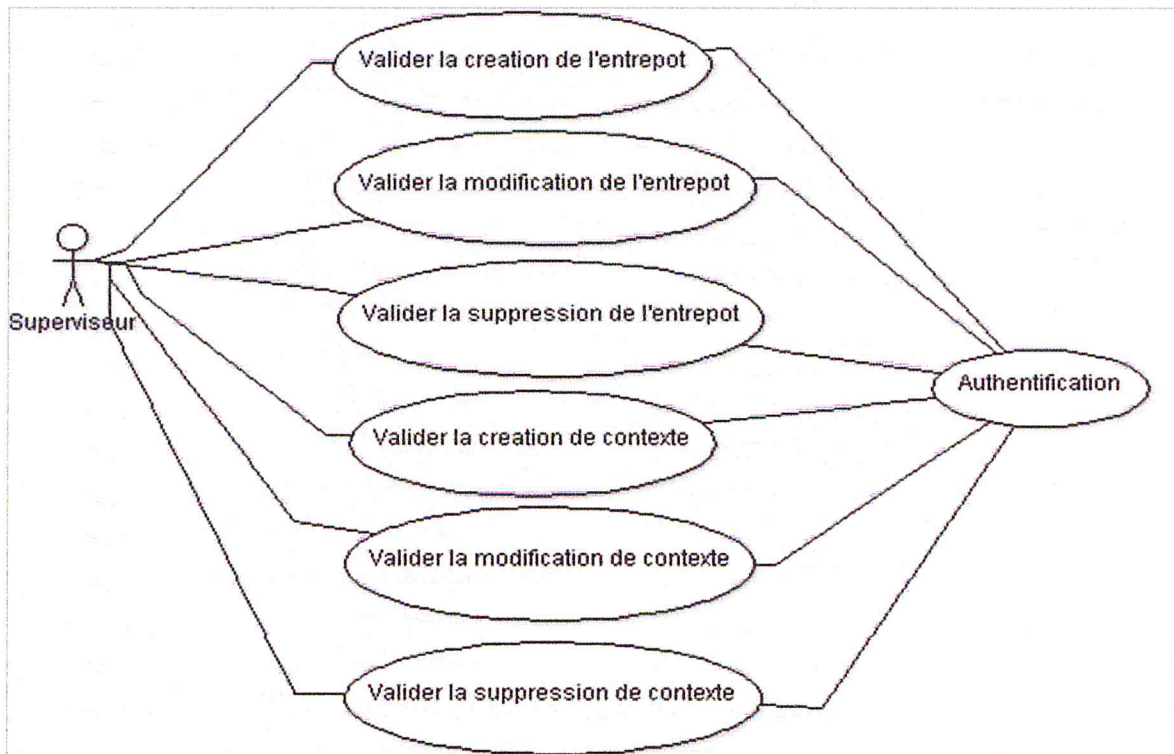 Valider la creation de l'entrepot
Valider la modification de l'entrepot
Valider la suppression de l'entrepot
Superviseur
Authentification
Valider la creation de contexte
Valider la modification de contexte
Valider la suppression de contexte